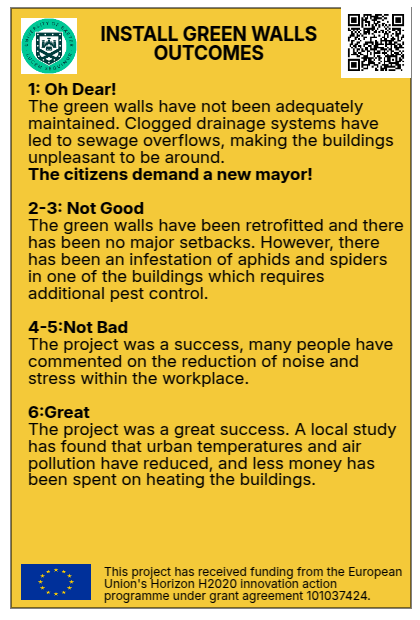 INSTALL GREEN WALLS
OUTCOMES
1: Oh Dear!
The green walls have not been adequately
maintained. Clogged drainage systems have
led to sewage overflows, making the buildings
unpleasant to be around.
The citizens demand a new mayor!
2-3: Not Good
The green walls have been retrofitted and there
has been no major setbacks. However, there
has been an infestation of aphids and spiders
in one of the buildings which requires
additional pest control.
4-5:Not Bad
The project was a success, many people have
commented on the reduction of noise and
stress within the workplace.
6:Great
The project was a great success. A local study
has found that urban temperatures and air
pollution have reduced, and less money has
been spent on heating the buildings.
This project has received funding from the European
Union's Horizon H2020 innovation action
programme under grant agreement 101037424.